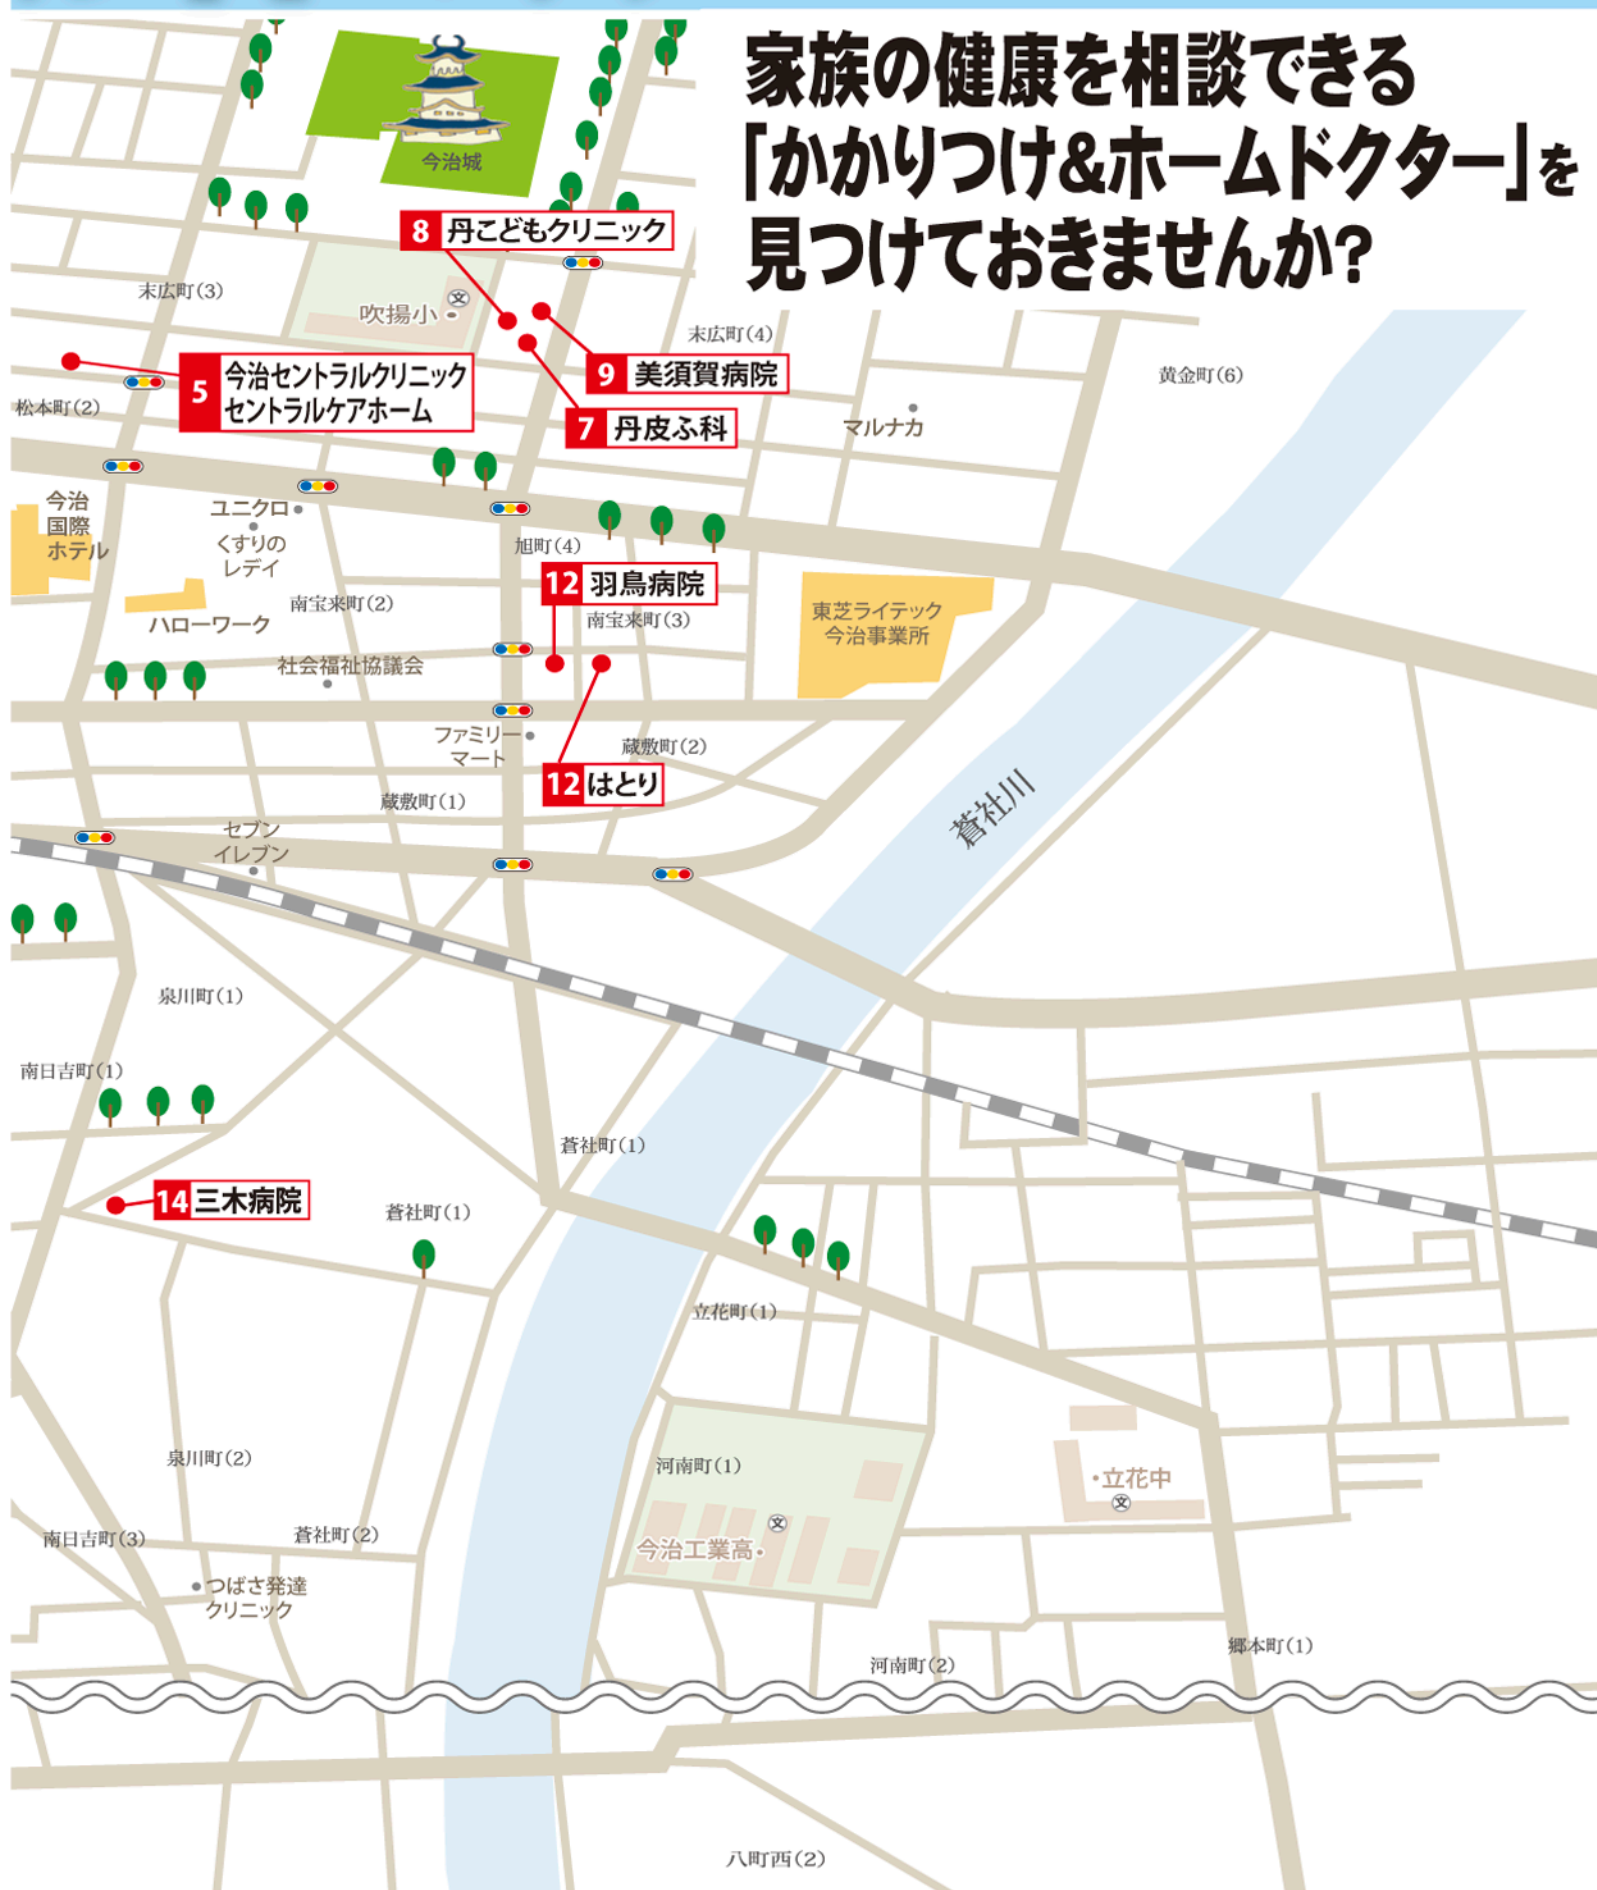 家族の健康を相談できる
「かかりつけ&ホームドクター」を
見つけておきませんか?
今治城
8 丹こどもクリニック
末広町(3)
吹揚小
文
末広町(4)
9 美須賀病院
5 今治セントラルクリニック
セントラルケアホーム
黄金町(6)
松本町(2)
7 丹皮ふ科
マルナカ
今治
国際
ホテル
ユニクロ
くすりの
レデイ
旭町(4)
12 羽鳥病院
南宝来町(2)
南宝来町(3)
東芝ライテック
今治事業所
ハローワーク
社会福祉協議会
ファミリー
マート
蔵敷町(2)
12 はとり
蔵敷町(1)
蒼社川
セブン
イレブン
泉川町(1)
南日吉町(1)
蒼社町(1)
14 三木病院
蒼社町(1)
立花町(1)
泉川町(2)
河南町(1)
立花中
文
南日吉町(3)
蒼社町(2)
文
今治工業高
つばさ発達
クリニック
郷本町(1)
河南町(2)
八町西(2)